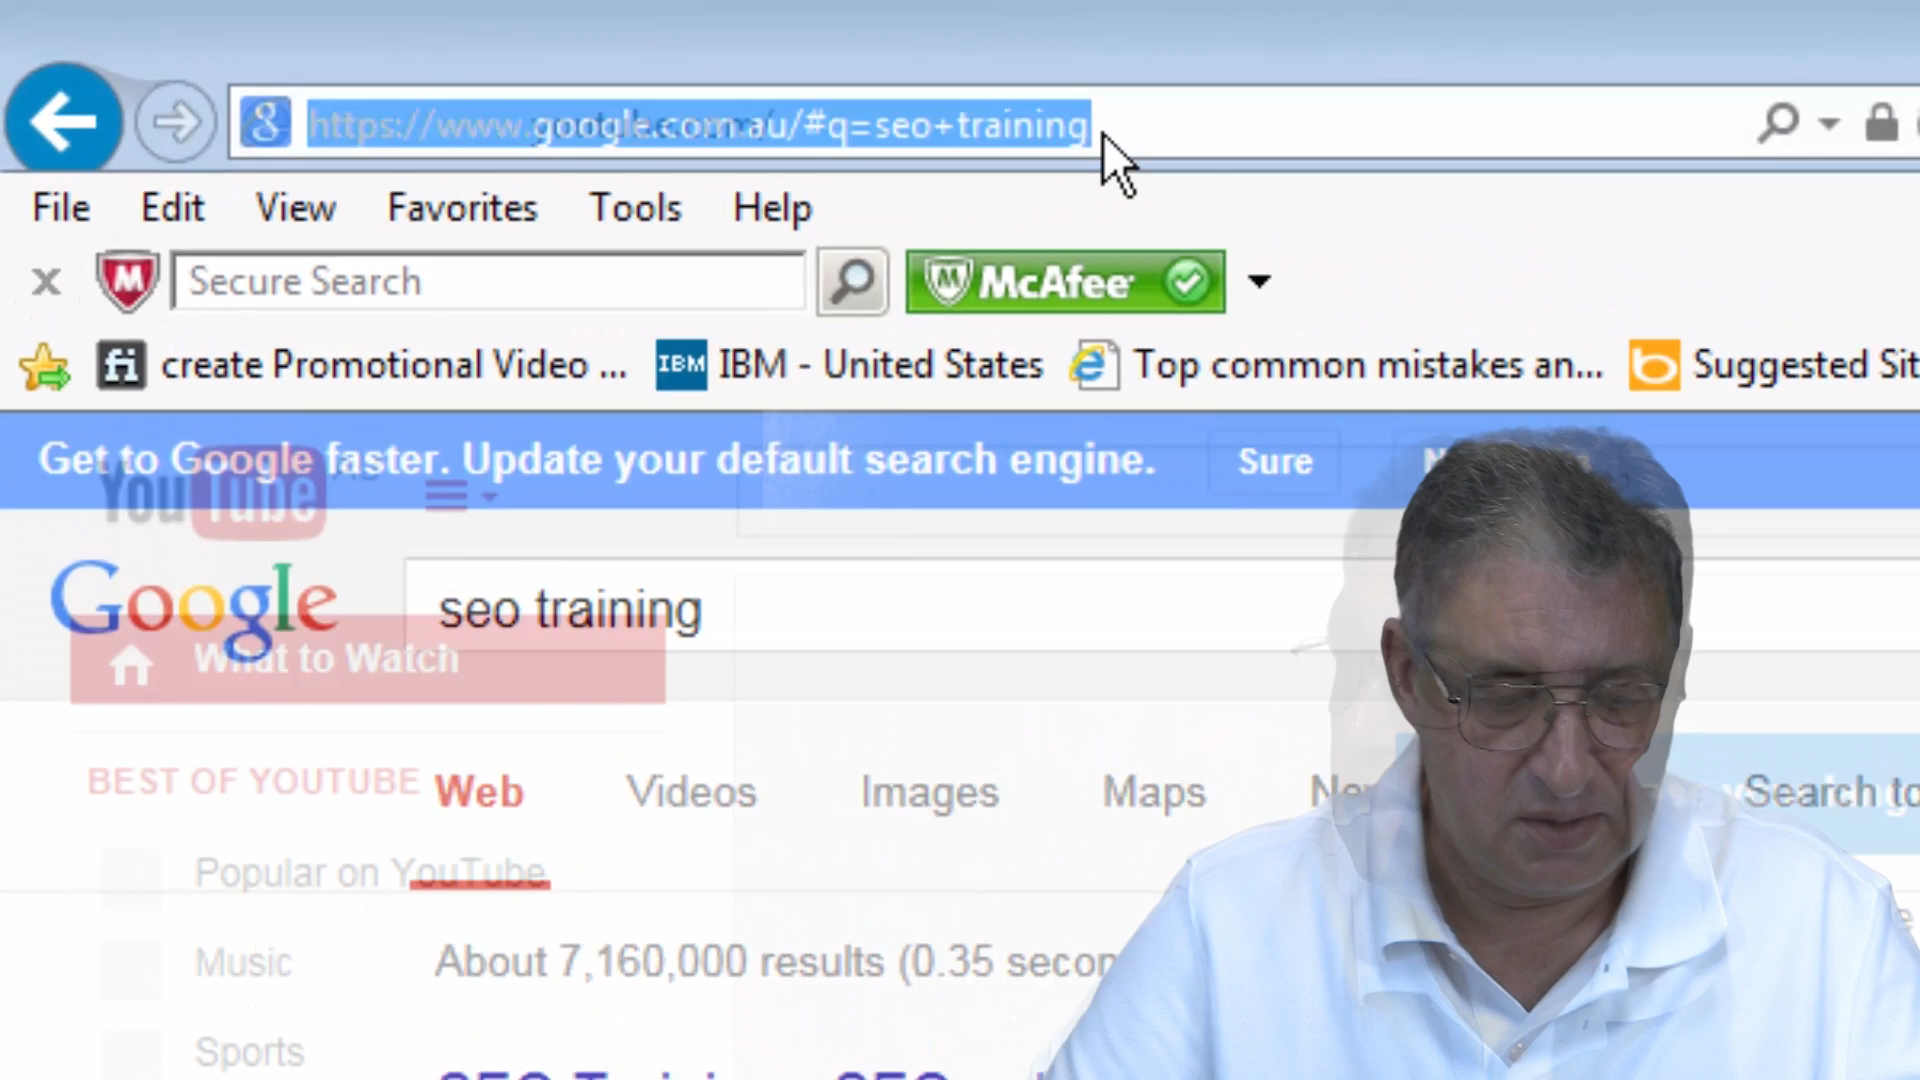 https://www.google.com.au/#q=seo+training
File Edit View Favorites Tools Help
x M Secure Search McAfee
fi create Promotional Video ... IBM IBM - United States Top common mistakes an... Suggested Sit
Get to Google faster. Update your default search engine. Sure
YouTube AU
Google seo training
What to Watch
BEST OF YOUTUBE Web Videos Images Maps Search to
Popular on YouTube
Music About 7,160,000 results (0.35 secon
Sports